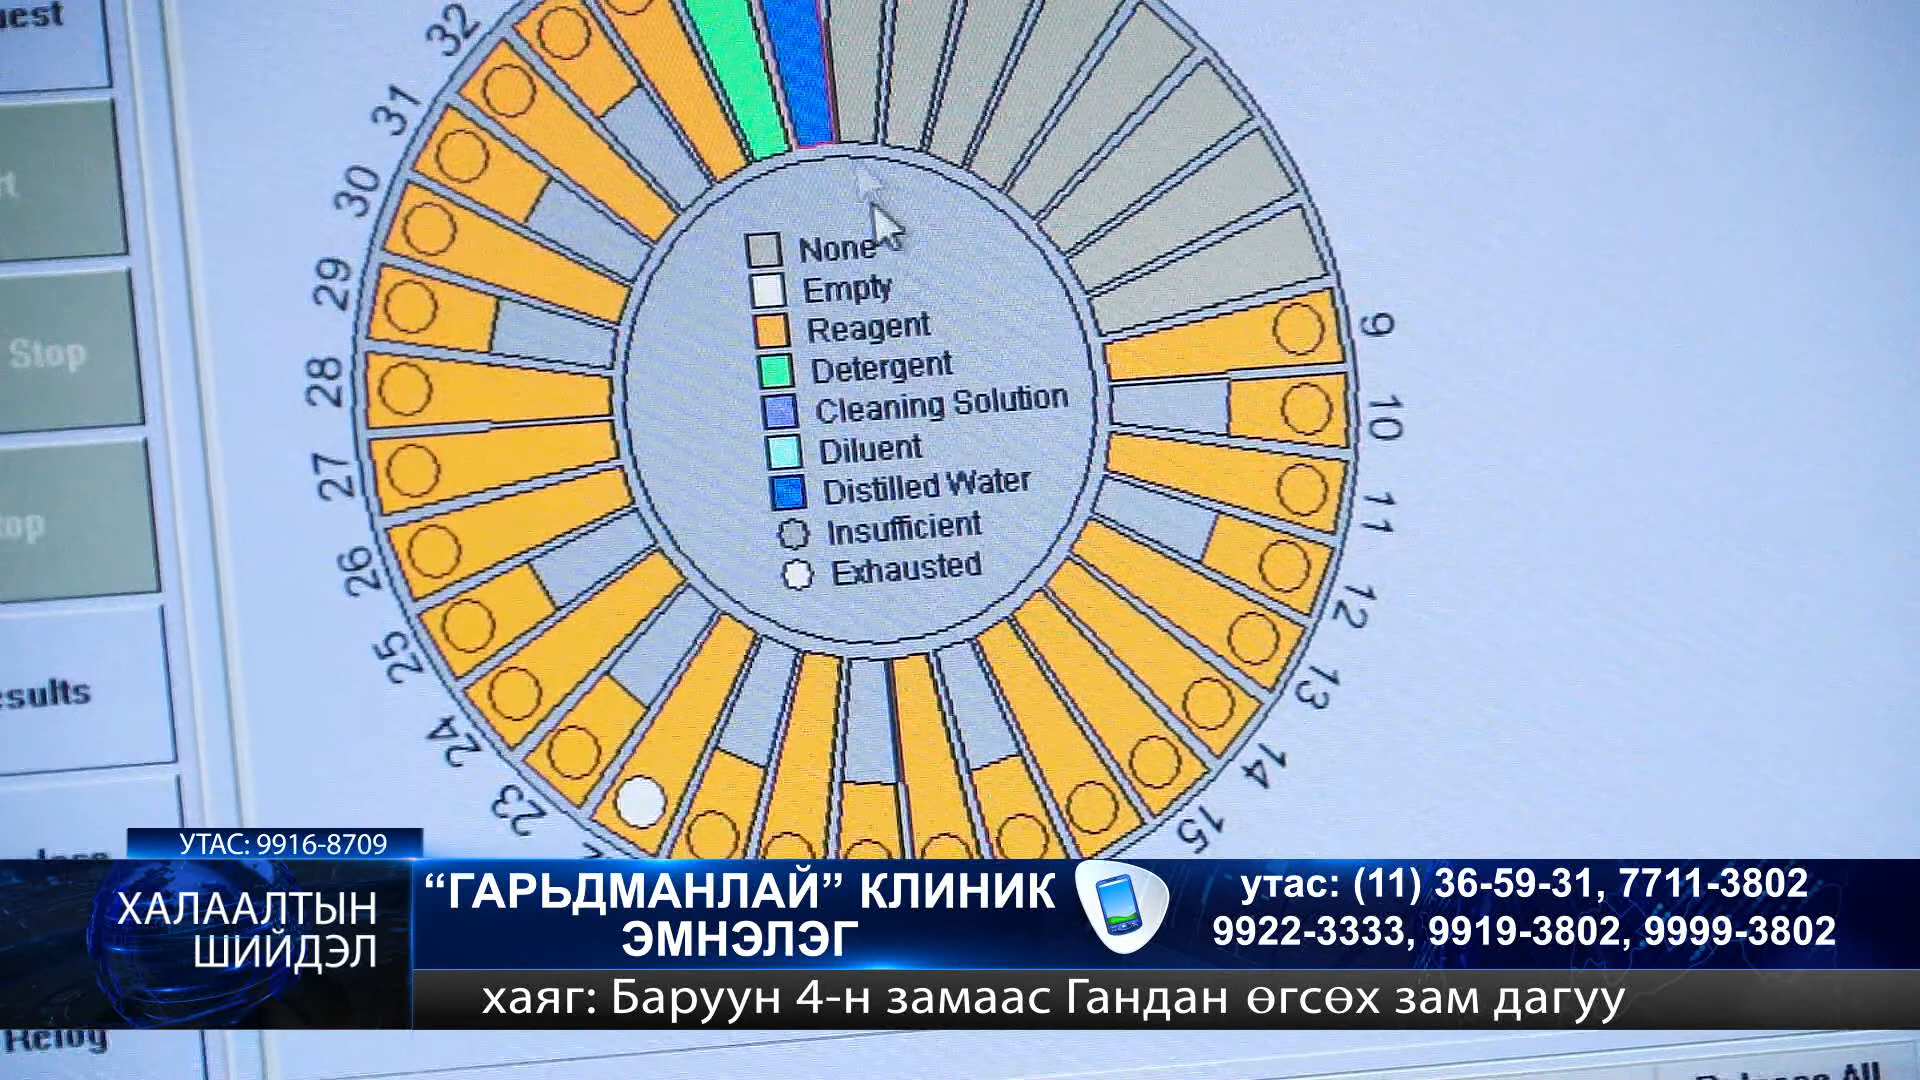 32
31
30
29
28
27
26
25
24
23
9
10
11
12
13
14
15
None
Empty
Reagent
Detergent
Cleaning Solution
Diluent
Distilled Water
Insufficient
Exhausted
Stop
УТАС: 9916-8709
ХАЛААЛТЫН
ШИЙДЭЛ
“ГАРЬДМАНЛАЙ” КЛИНИК
ЭМНЭЛЭГ
утас: (11) 36-59-31, 7711-3802
9922-3333, 9919-3802, 9999-3802
хаяг: Баруун 4-н замаас Гандан өгсөх зам дагуу
All